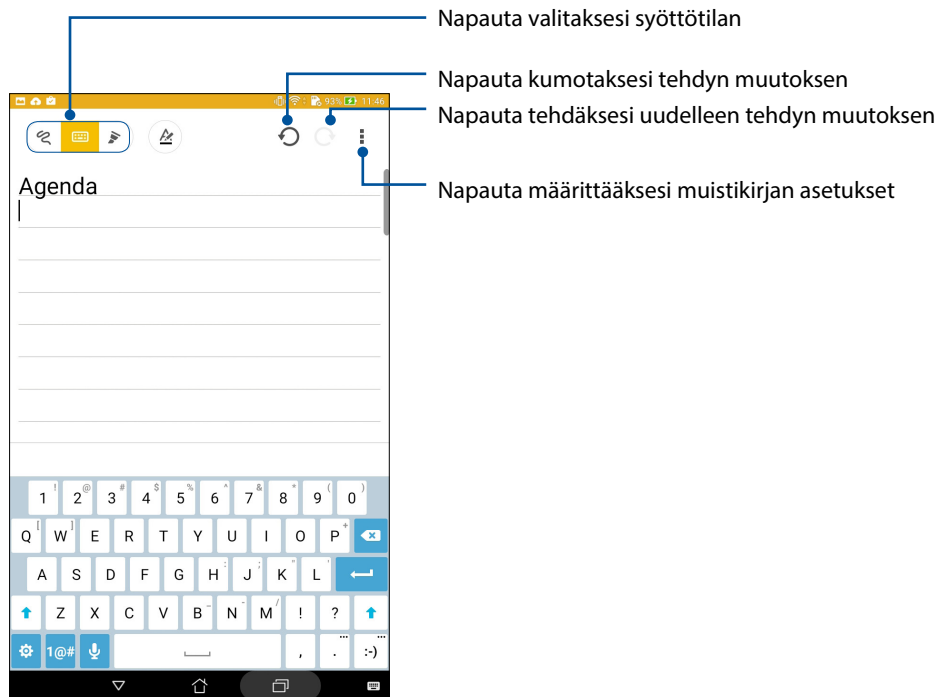 Napauta valitaksesi syöttötilan
Napauta kumotaksesi tehdyn muutoksen
Napauta tehdäksesi uudelleen tehdyn muutoksen
Napauta määrittääksesi muistikirjan asetukset
93% 11:46
Agenda
1 ! 2 @ 3 # 4 $ 5 % 6 ^ 7 & 8 * 9 ( 0 )
Q [ W ] E R T Y U I O P +
A S D F G H : J ; K " L '
Z X C V B _ N - M / ! ?
1@# , . ... :-) ...